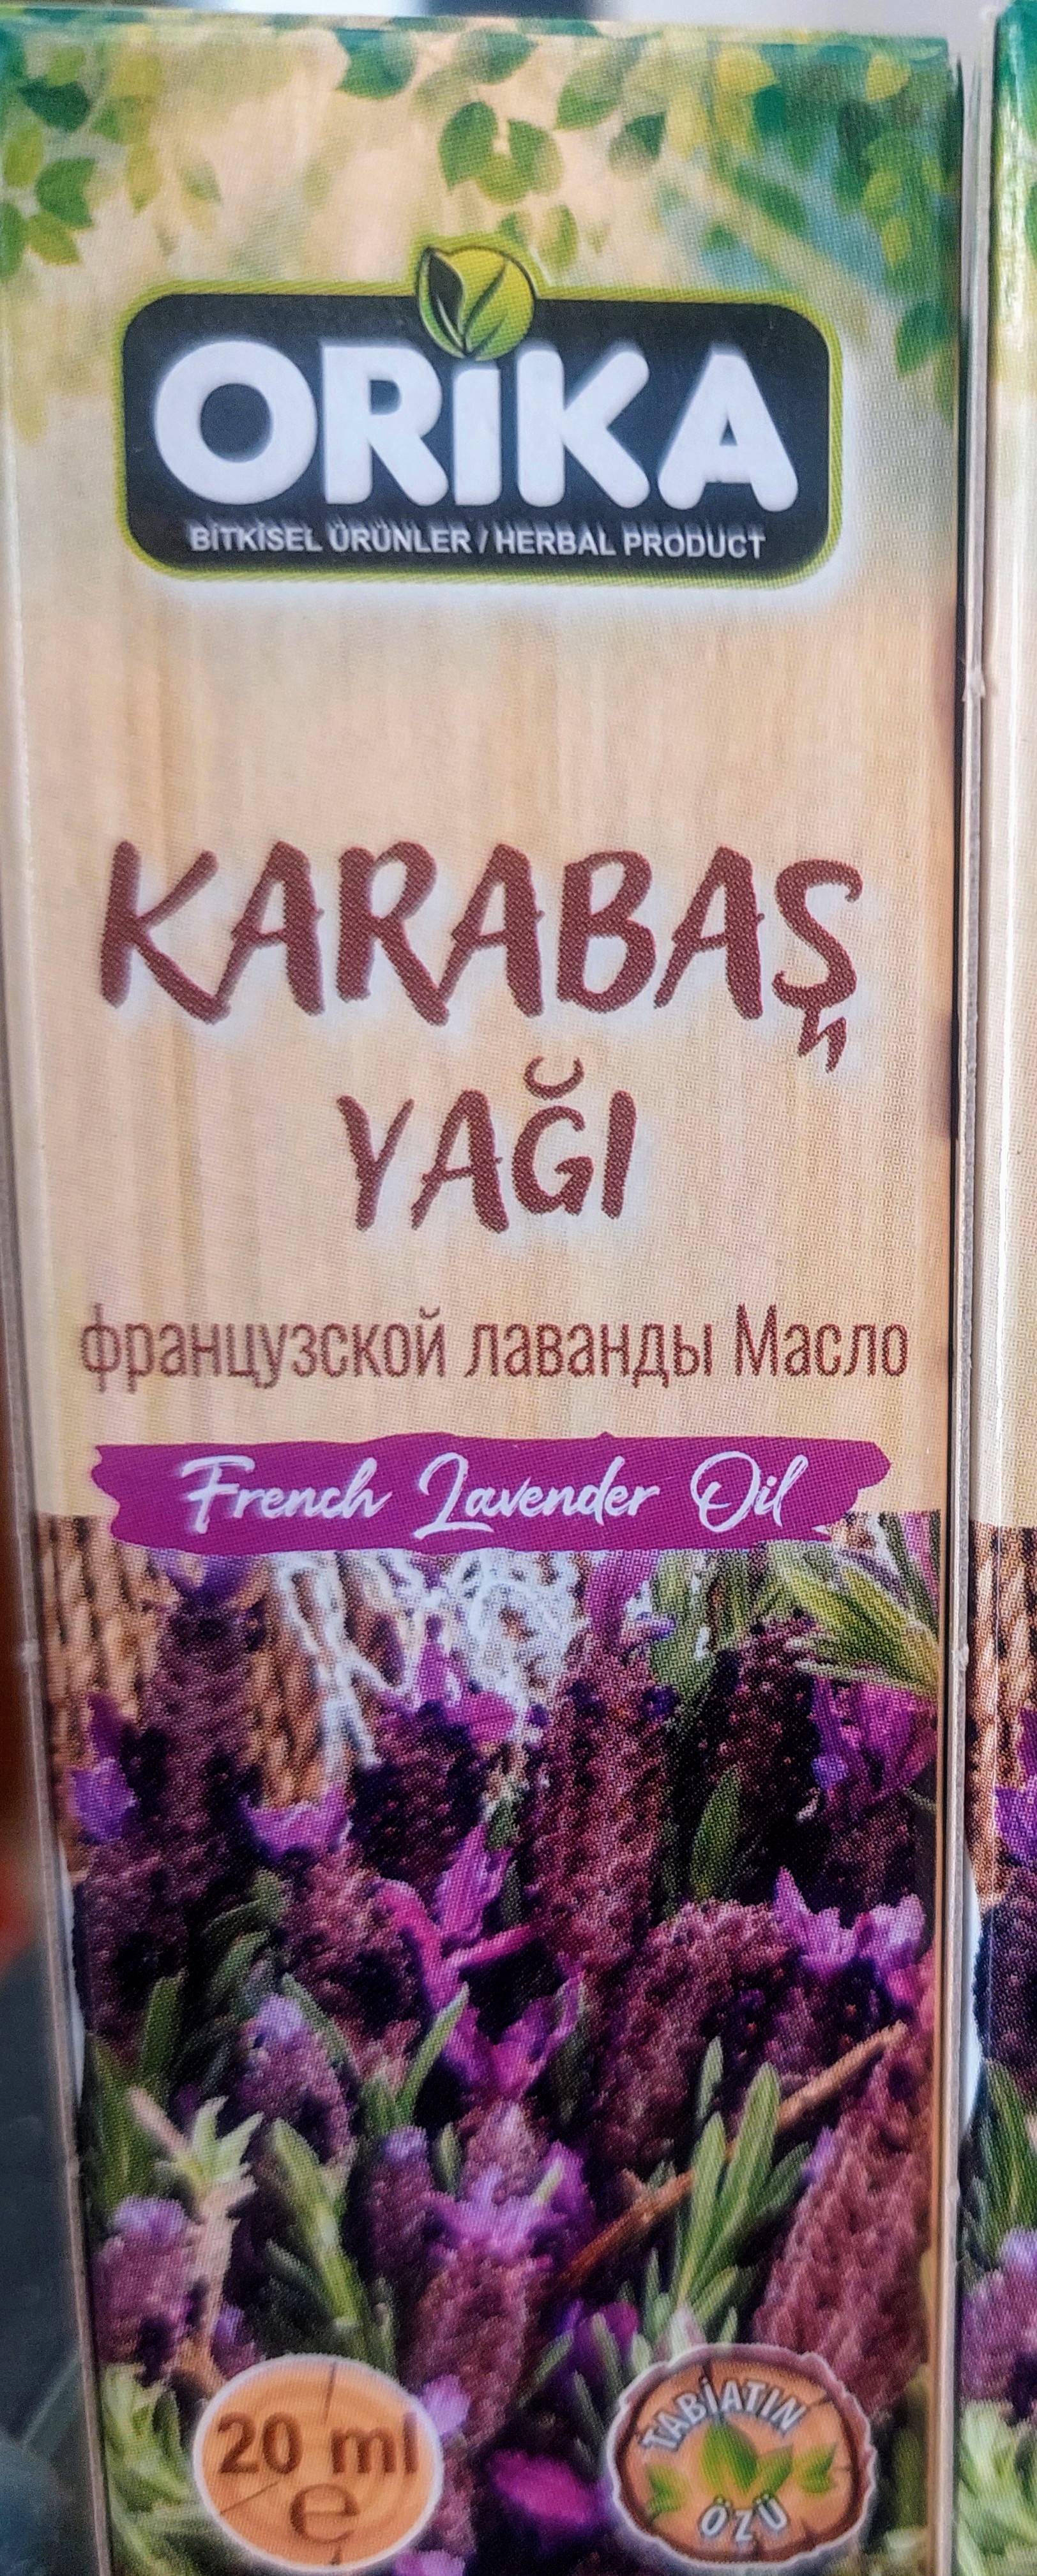 ORİKA
BİTKİSEL ÜRÜNLER / HERBAL PRODUCT
KARABAŞ
YAĞI
французской лаванды Масло
French Lavender Oil
20 ml
e
TABİATIN
ÖZÜ